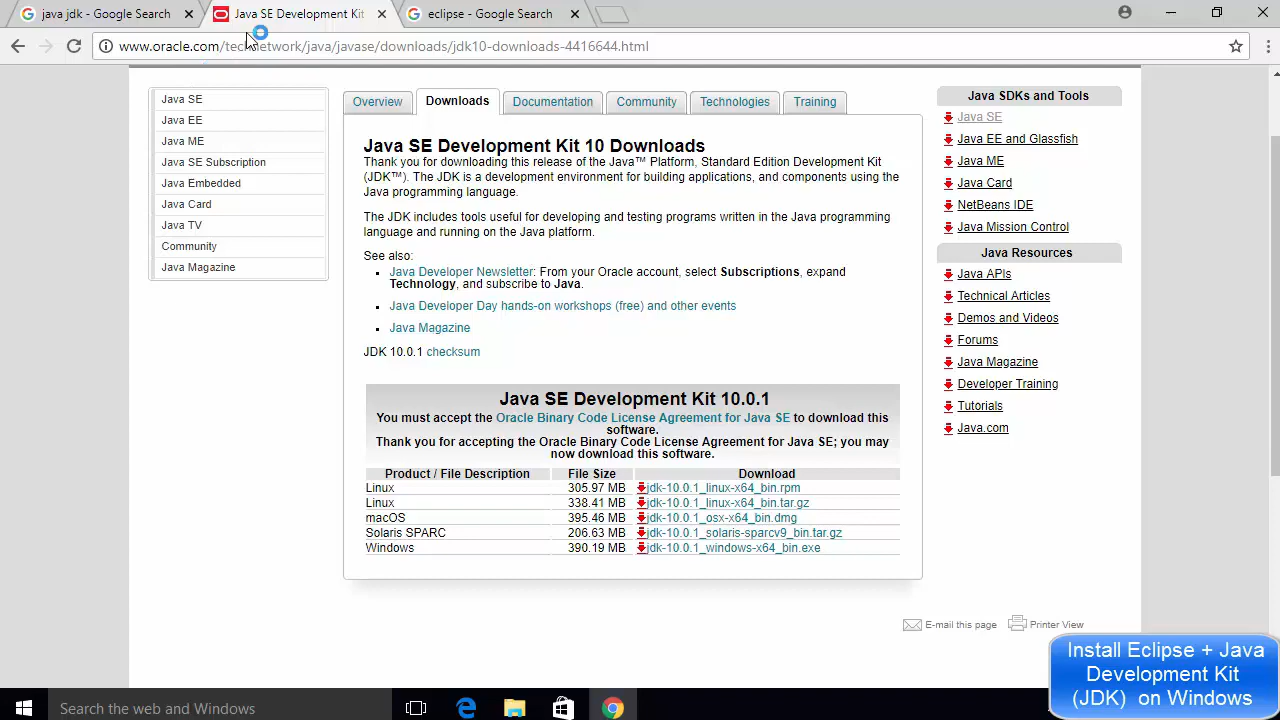 java jdk - Google Search
Java SE Development Kit
eclipse - Google Search
www.oracle.com/technetwork/java/javase/downloads/jdk10-downloads-4416644.html
Java SE
Java EE
Java ME
Java SE Subscription
Java Embedded
Java Card
Java TV
Community
Java Magazine
Overview
Downloads
Documentation
Community
Technologies
Training
Java SE Development Kit 10 Downloads
Thank you for downloading this release of the Java™ Platform, Standard Edition Development Kit
(JDK™). The JDK is a development environment for building applications, and components using the
Java programming language.
The JDK includes tools useful for developing and testing programs written in the Java programming
language and running on the Java platform.
See also:
Java Developer Newsletter: From your Oracle account, select Subscriptions, expand
Technology, and subscribe to Java.
Java Developer Day hands-on workshops (free) and other events
Java Magazine
JDK 10.0.1 checksum
Java SE Development Kit 10.0.1
You must accept the Oracle Binary Code License Agreement for Java SE to download this
software.
Thank you for accepting the Oracle Binary Code License Agreement for Java SE; you may
now download this software.
Product / File Description File Size Download
Linux 305.97 MB jdk-10.0.1_linux-x64_bin.rpm
Linux 338.41 MB jdk-10.0.1_linux-x64_bin.tar.gz
macOS 395.46 MB jdk-10.0.1_osx-x64_bin.dmg
Solaris SPARC 206.63 MB jdk-10.0.1_solaris-sparcv9_bin.tar.gz
Windows 390.19 MB jdk-10.0.1_windows-x64_bin.exe
Java SDKs and Tools
Java SE
Java EE and Glassfish
Java ME
Java Card
NetBeans IDE
Java Mission Control
Java Resources
Java APIs
Technical Articles
Demos and Videos
Forums
Java Magazine
Developer Training
Tutorials
Java.com
E-mail this page
Printer View
Install Eclipse + Java
Development Kit
(JDK) on Windows
Search the web and Windows